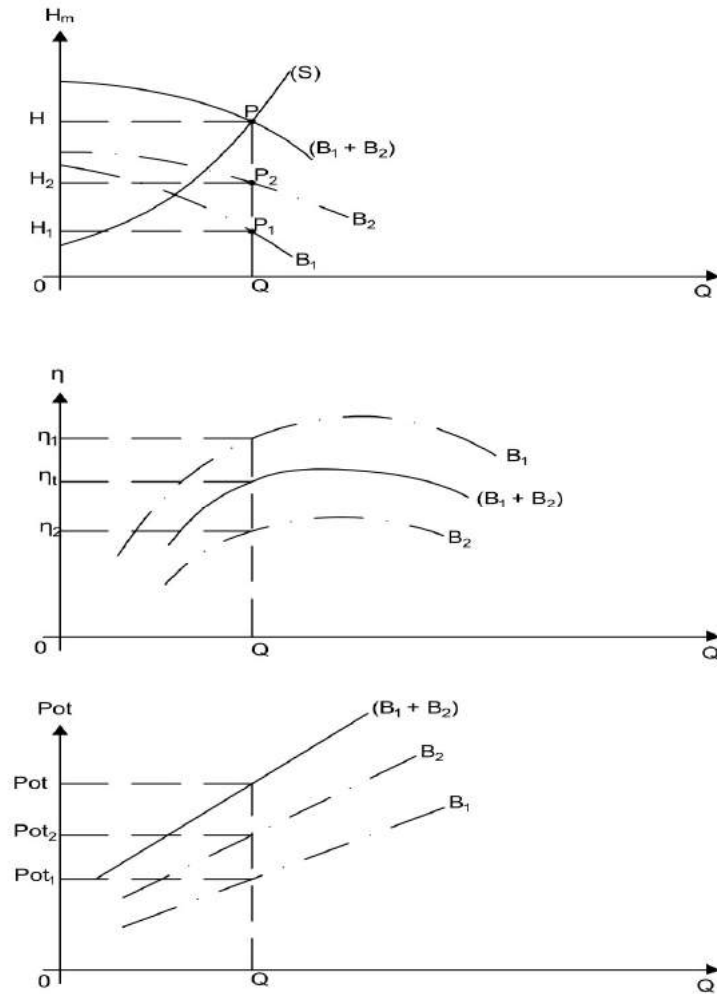 Hₘ
(S)
H
P
(B₁ + B₂)
H₂
P₂
B₂
H₁
P₁
B₁
0
Q
Q
η
η₁
B₁
ηt
(B₁ + B₂)
η₂
B₂
0
Q
Q
Pot
(B₁ + B₂)
B₂
Pot
B₁
Pot₂
Pot₁
0
Q
Q